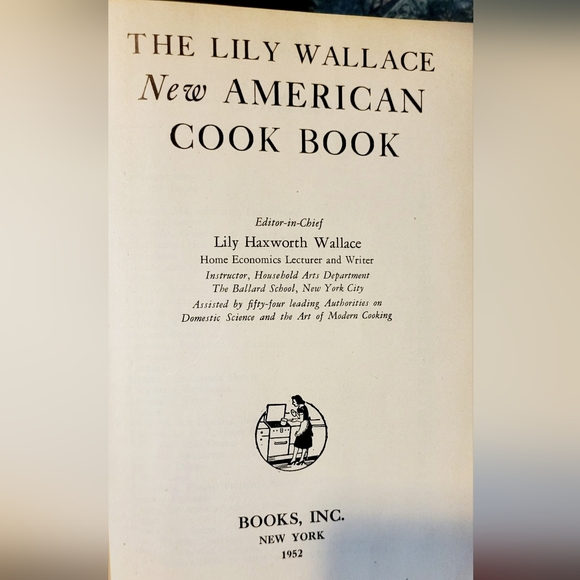 THE LILY WALLACE
New AMERICAN
COOK BOOK
Editor-in-Chief
Lily Haxworth Wallace
Home Economics Lecturer and Writer
Instructor, Household Arts Department
The Ballard School, New York City
Assisted by fifty-four leading Authorities on
Domestic Science and the Art of Modern Cooking
BOOKS, INC.
NEW YORK
1952